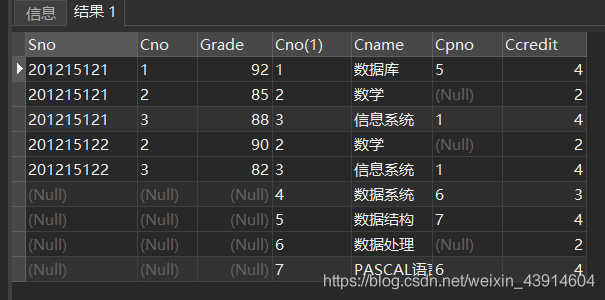 信息 结果 1
Sno Cno Grade Cno(1) Cname Cpno Ccredit
201215121 1 92 1 数据库 5 4
201215121 2 85 2 数学 (Null) 2
201215121 3 88 3 信息系统 1 4
201215122 2 90 2 数学 (Null) 2
201215122 3 82 3 信息系统 1 4
(Null) (Null) (Null) 4 数据系统 6 3
(Null) (Null) (Null) 5 数据结构 7 4
(Null) (Null) (Null) 6 数据处理 (Null) 2
(Null) (Null) (Null) 7 PASCAL语言 6 4
https://blog.csdn.net/weixin_43914604